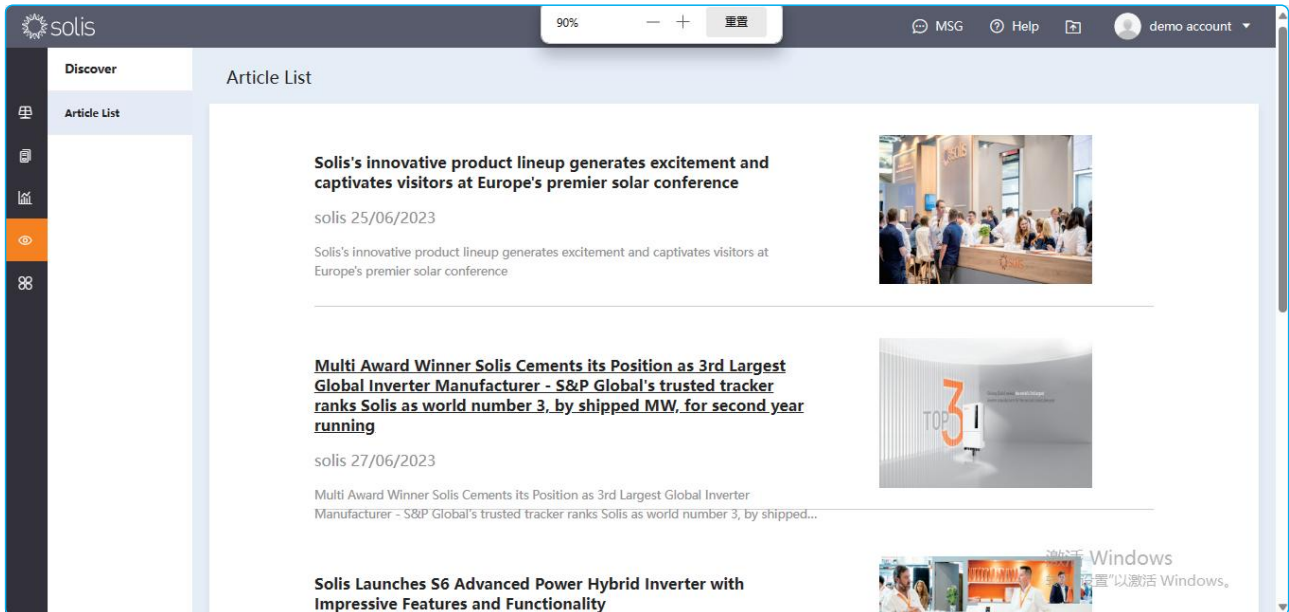 solis
90%
重置
MSG
Help
demo account
Discover
Article List
Article List
Solis's innovative product lineup generates excitement and
captivates visitors at Europe's premier solar conference
solis 25/06/2023
Solis's innovative product lineup generates excitement and captivates visitors at
Europe's premier solar conference
solis
solis
Multi Award Winner Solis Cements its Position as 3rd Largest
Global Inverter Manufacturer - S&P Global's trusted tracker
ranks Solis as world number 3, by shipped MW, for second year
running
solis 27/06/2023
Multi Award Winner Solis Cements its Position as 3rd Largest Global Inverter
Manufacturer - S&P Global's trusted tracker ranks Solis as world number 3, by shipped...
TOP 3
Solis Launches S6 Advanced Power Hybrid Inverter with
Impressive Features and Functionality
激活 Windows
设置"以激活 Windows。